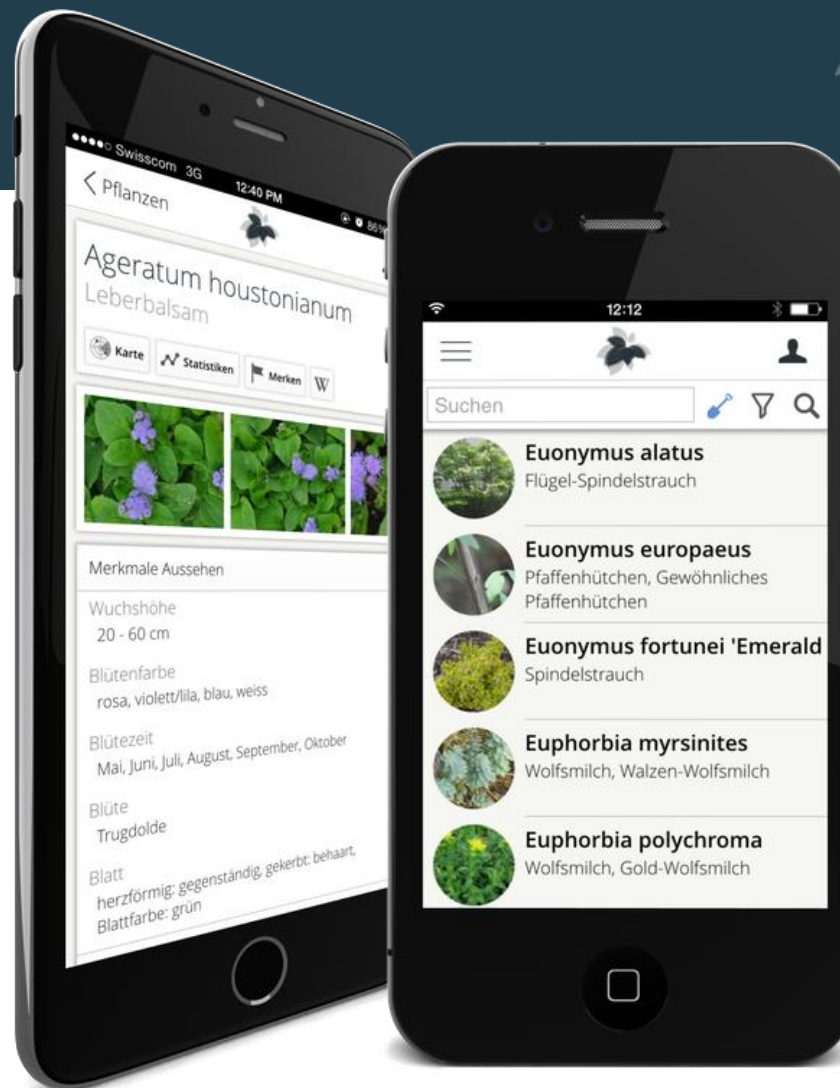 Swisscom 3G
12:40 PM
86%
Pflanzen
Ageratum houstonianum
Leberbalsam
Karte
Statistiken
Merken
W
Merkmale Aussehen
Wuchshöhe
20 - 60 cm
Blütenfarbe
rosa, violett/lila, blau, weiss
Blütezeit
Mai, Juni, Juli, August, September, Oktober
Blüte
Trugdolde
Blatt
herzförmig: gegenständig, gekerbt: behaart,
Blattfarbe: grün
12:12
Suchen
Euonymus alatus
Flügel-Spindelstrauch
Euonymus europaeus
Pfaffenhütchen, Gewöhnliches
Pfaffenhütchen
Euonymus fortunei 'Emerald
Spindelstrauch
Euphorbia myrsinites
Wolfsmilch, Walzen-Wolfsmilch
Euphorbia polychroma
Wolfsmilch, Gold-Wolfsmilch